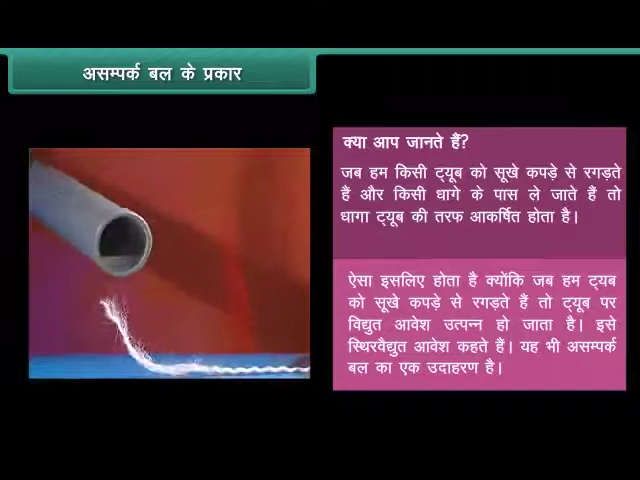 असम्पर्क बल के प्रकार
क्या आप जानते हैं?
जब हम किसी ट्यूब को सूखे कपड़े से रगड़ते
हैं और किसी धागे के पास ले जाते हैं तो
धागा ट्यूब की तरफ आकर्षित होता है।
ऐसा इसलिए होता है क्योंकि जब हम ट्यब
को सूखे कपड़े से रगड़ते हैं तो ट्यूब पर
विद्युत आवेश उत्पन्न हो जाता है। इसे
स्थिरवैद्युत आवेश कहते हैं। यह भी असम्पर्क
बल का एक उदाहरण है।